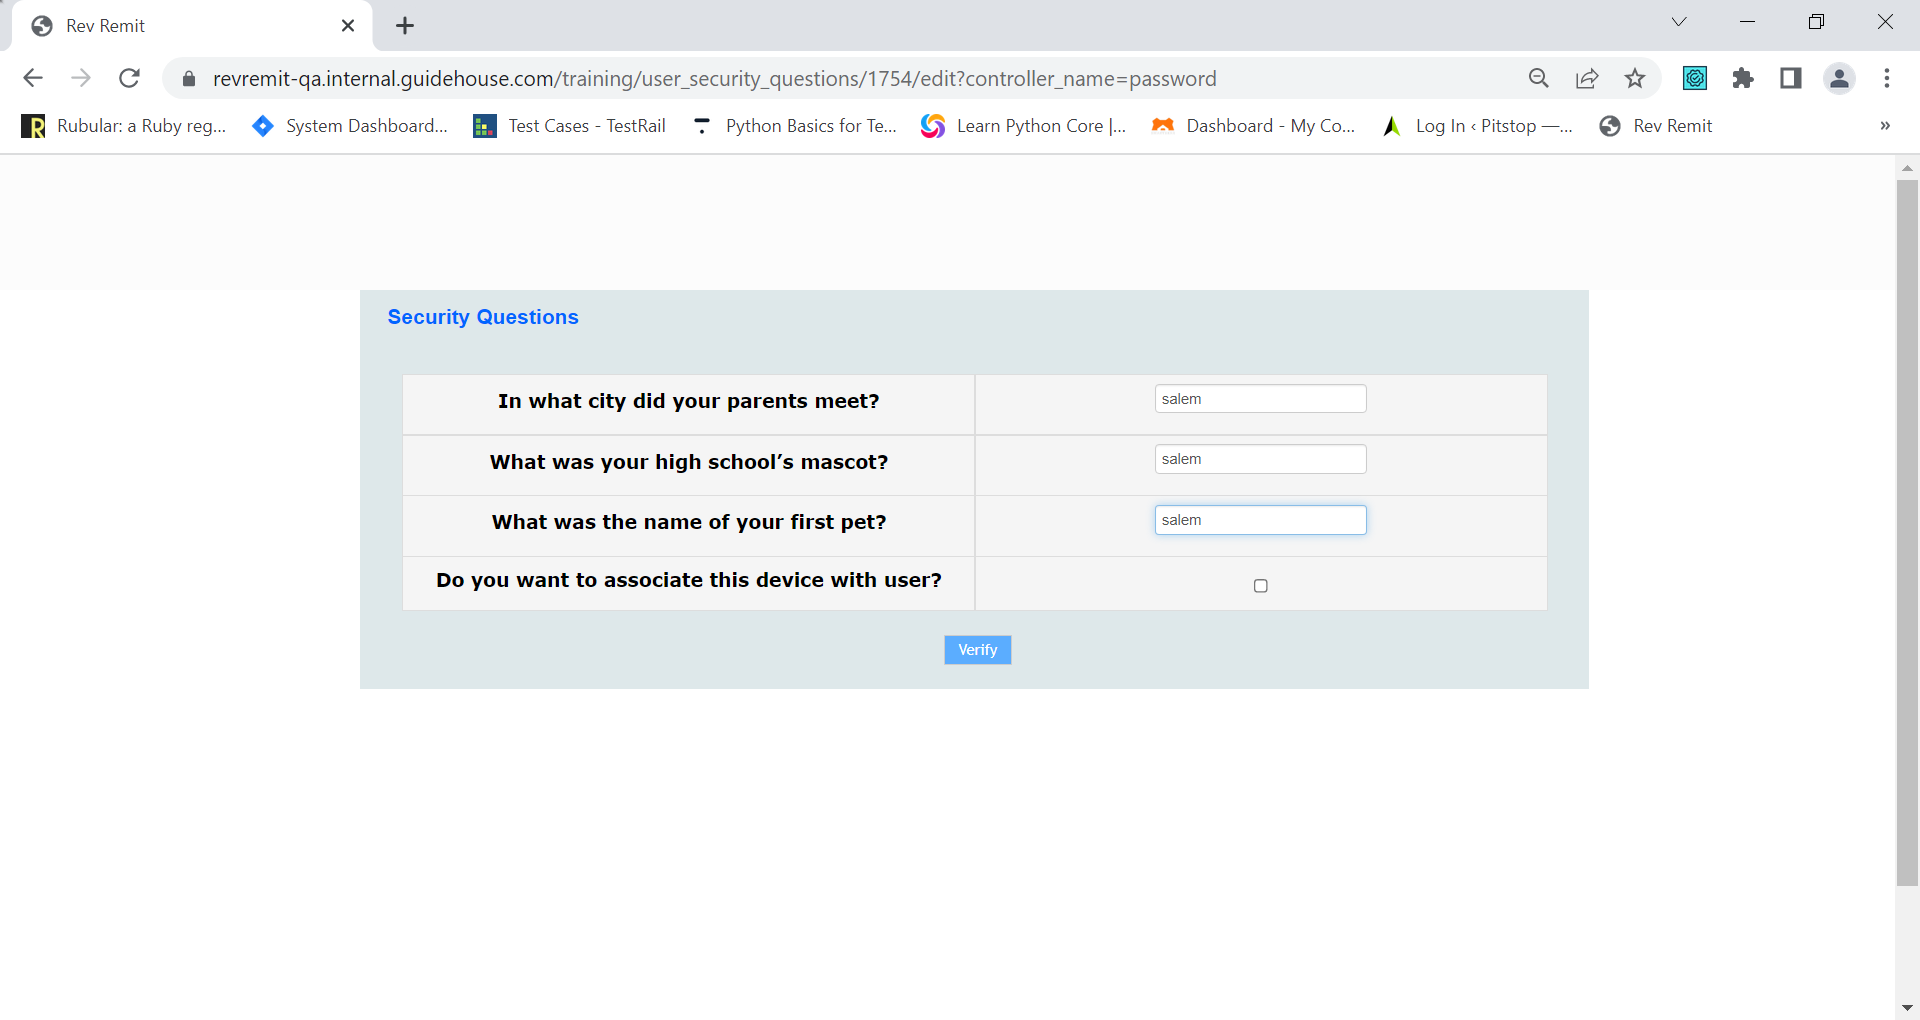 Rev Remit
revremit-qa.internal.guidehouse.com/training/user_security_questions/1754/edit?controller_name=password
Rubular: a Ruby reg... System Dashboard... Test Cases - TestRail Python Basics for Te... Learn Python Core |... Dashboard - My Co... Log In ‹ Pitstop —... Rev Remit »
Security Questions
In what city did your parents meet? salem
What was your high school’s mascot? salem
What was the name of your first pet? salem
Do you want to associate this device with user?
Verify